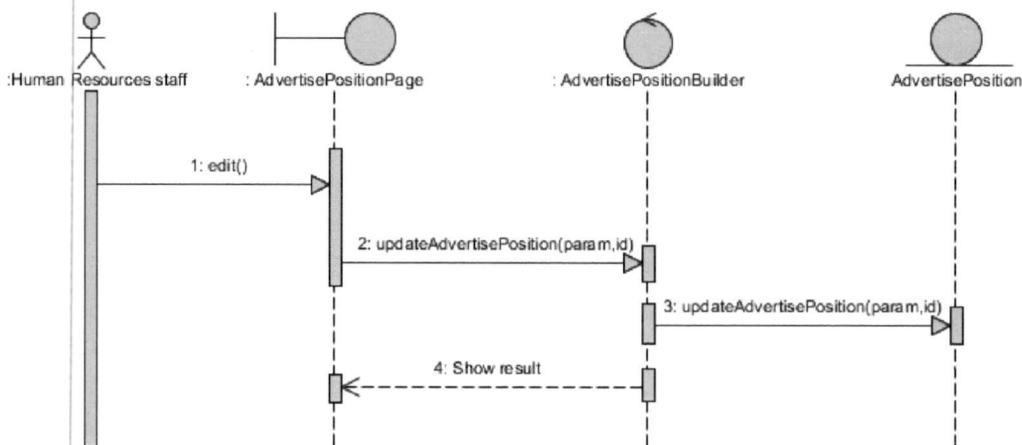 :Human Resources staff
: AdvertisePositionPage
: AdvertisePositionBuilder
AdvertisePosition
1: edit()
2: updateAdvertisePosition(param,id)
3: updateAdvertisePosition(param,id)
4: Show result